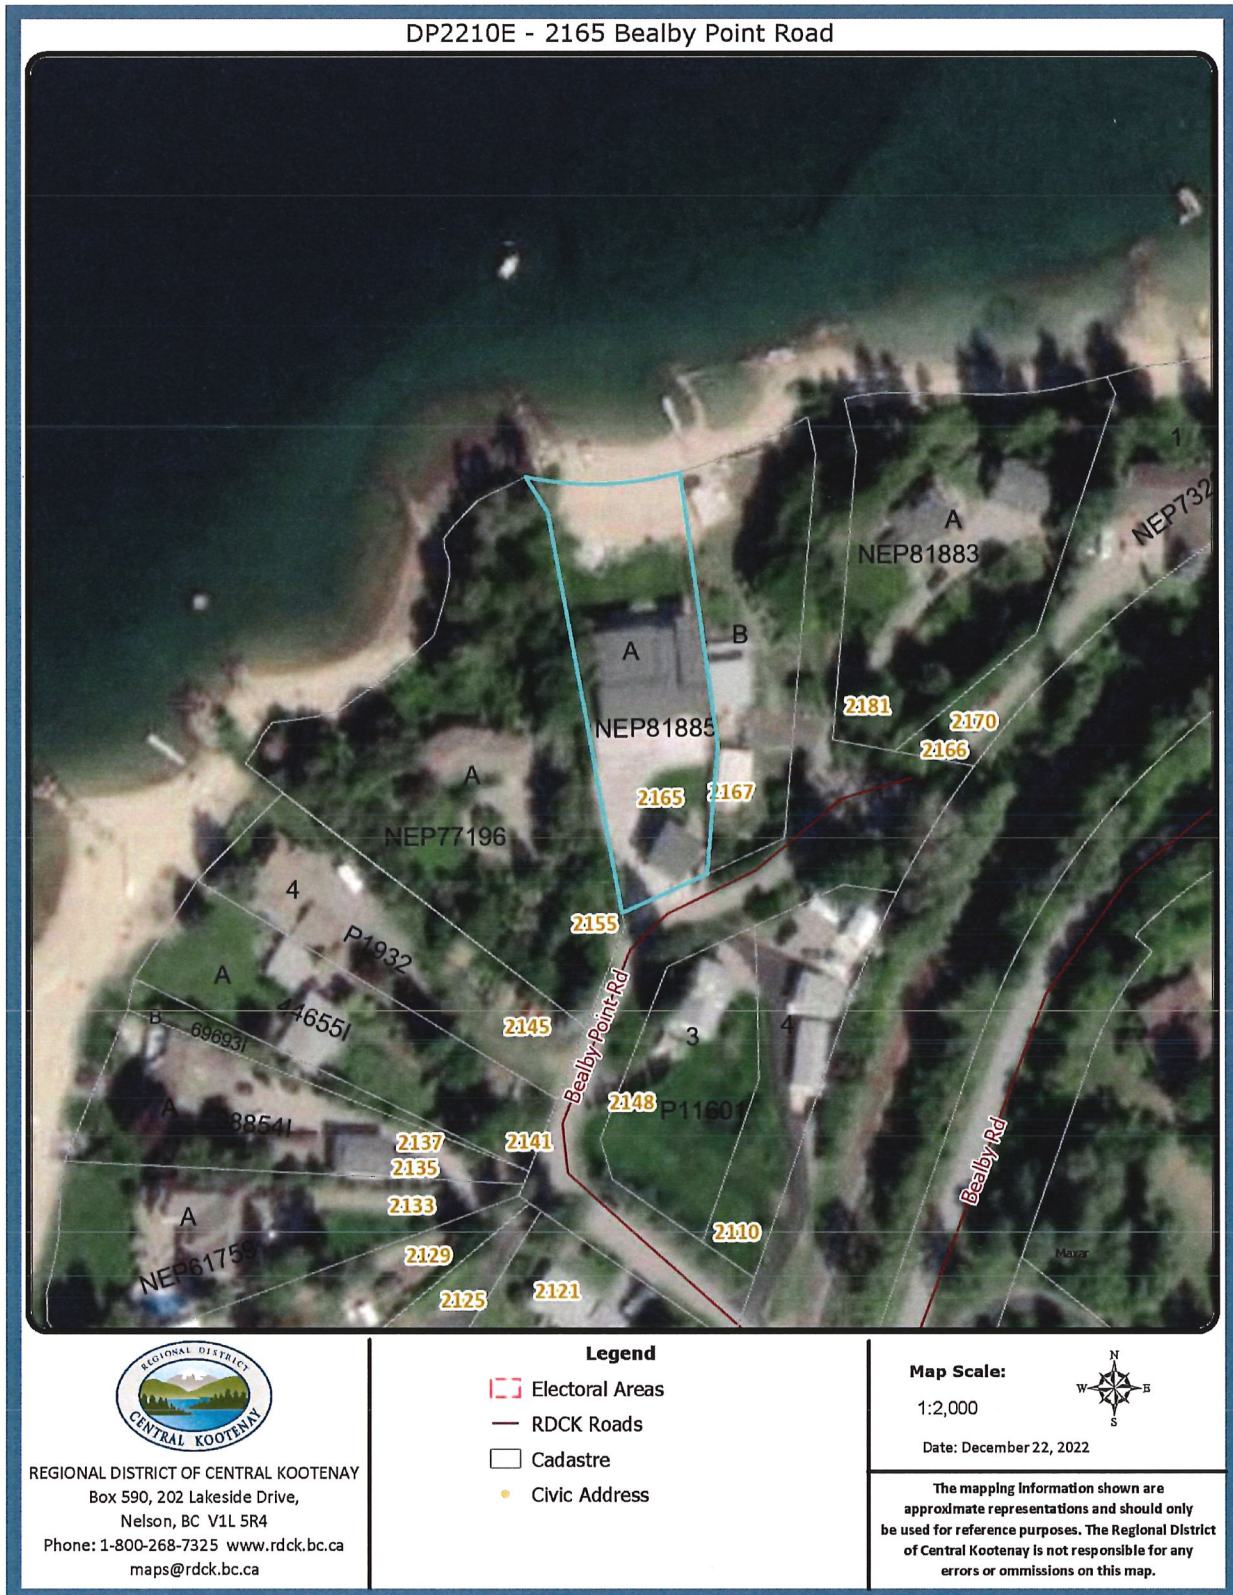 DP2210E - 2165 Bealby Point Road
1
NEP732
A
NEP81883
B
A
NEP81885
2181
2170
2166
A
2165
2167
NEP77196
4
2155
P1932
A
44655I
B
69693I
2145
Bealby Point Rd
3
4
2148
P11601
A
8854I
2137
2141
2135
Bealby Rd
2133
A
NEP61759
2110
2129
Maxar
2121
2125
REGIONAL DISTRICT
CENTRAL KOOTENAY
REGIONAL DISTRICT OF CENTRAL KOOTENAY
Box 590, 202 Lakeside Drive,
Nelson, BC V1L 5R4
Phone: 1-800-268-7325 www.rdck.bc.ca
maps@rdck.bc.ca
Legend
Electoral Areas
RDCK Roads
Cadastre
Civic Address
Map Scale:
1:2,000
N
W E
S
Date: December 22, 2022
The mapping information shown are
approximate representations and should only
be used for reference purposes. The Regional District
of Central Kootenay is not responsible for any
errors or ommissions on this map.